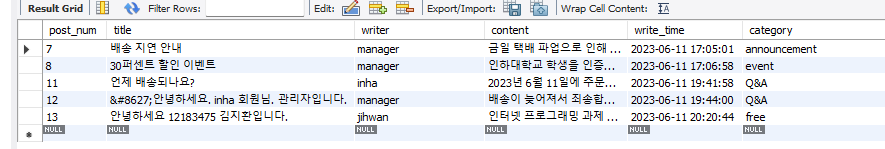 Result Grid Filter Rows: Edit: Export/Import: Wrap Cell Content:
post_num title writer content write_time category
7 배송 지연 안내 manager 금일 택배 파업으로 인해 ... 2023-06-11 17:05:01 announcement
8 30퍼센트 할인 이벤트 manager 인하대학교 학생을 인증... 2023-06-11 17:06:58 event
11 언제 배송되나요? inha 2023년 6월 11일에 주문... 2023-06-11 19:41:58 Q&A
12 &#8627;안녕하세요. inha 회원님. 관리자입니다. manager 배송이 늦어져서 죄송합... 2023-06-11 19:44:00 Q&A
13 안녕하세요 12183475 김지환입니다. jihwan 인터넷 프로그래밍 과제 ... 2023-06-11 20:20:44 free
NULL NULL NULL NULL NULL NULL